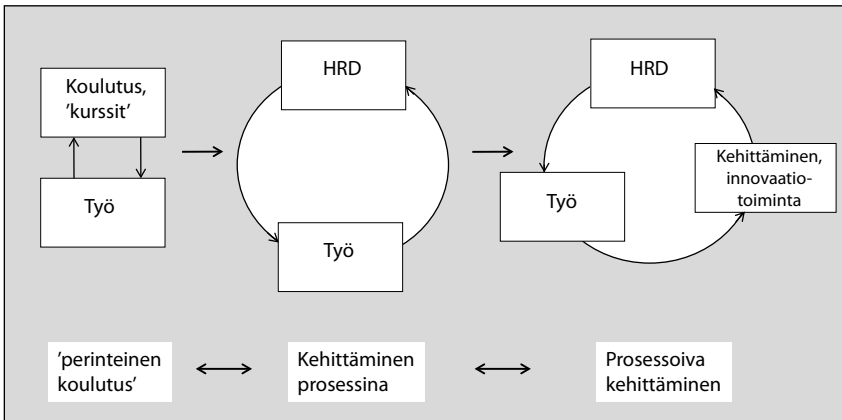 Koulutus,
’kurssit’
Työ
HRD
Työ
HRD
Työ
Kehittäminen,
innovaatio-
toiminta
’perinteinen
koulutus’
Kehittäminen
prosessina
Prosessoiva
kehittäminen